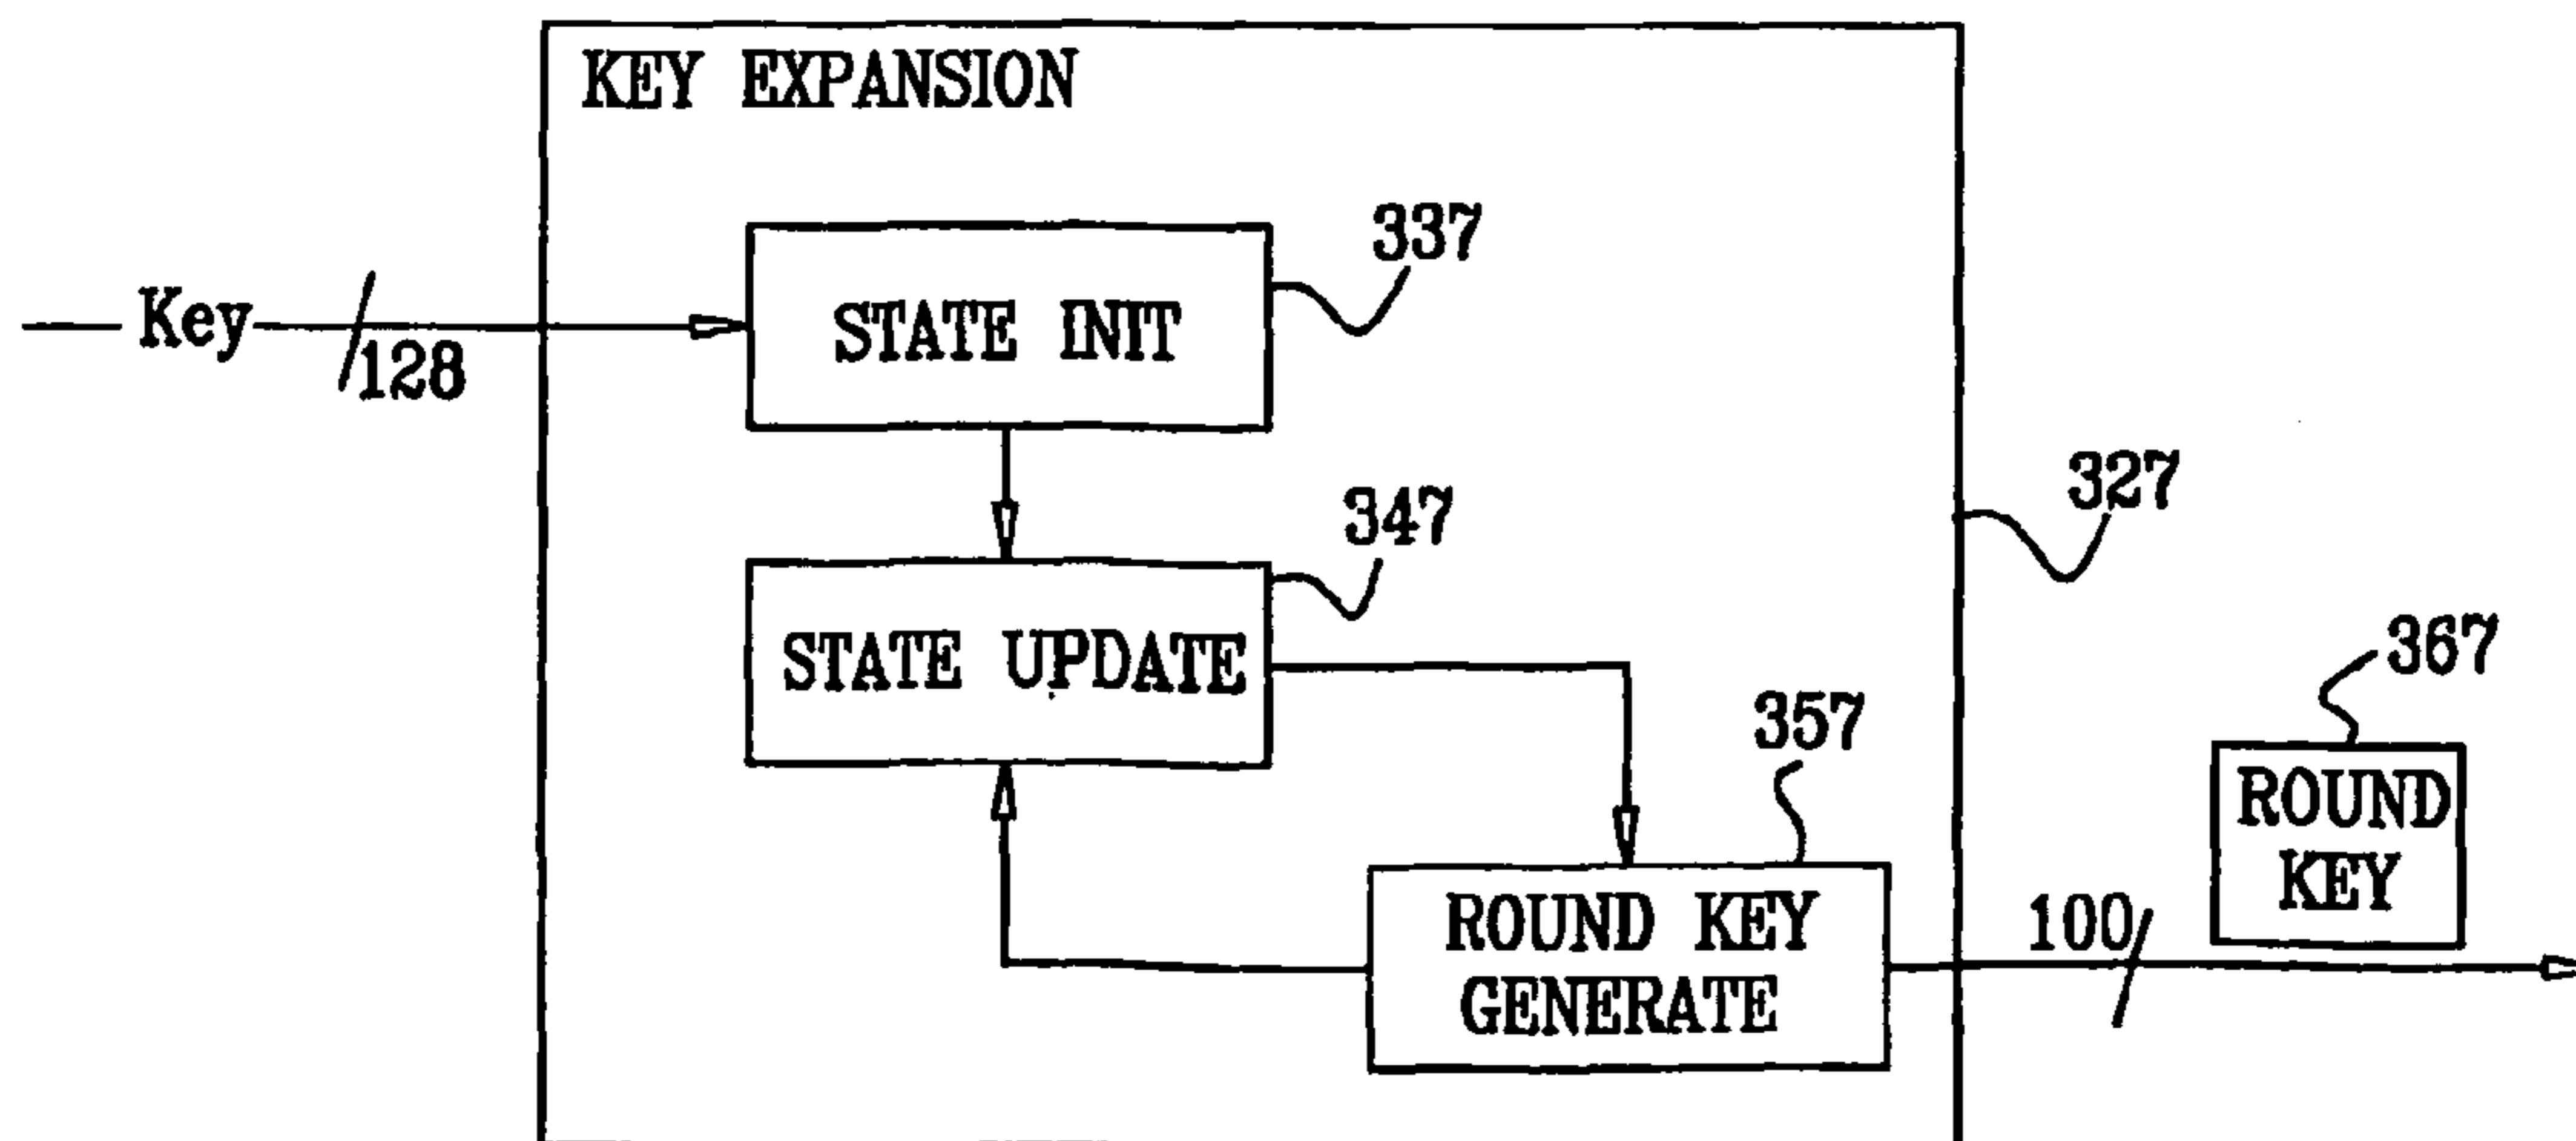 KEY EXPANSION
337
STATE INIT
Key
128
327
347
STATE UPDATE
367
357
ROUND
KEY
100
ROUND KEY
GENERATE